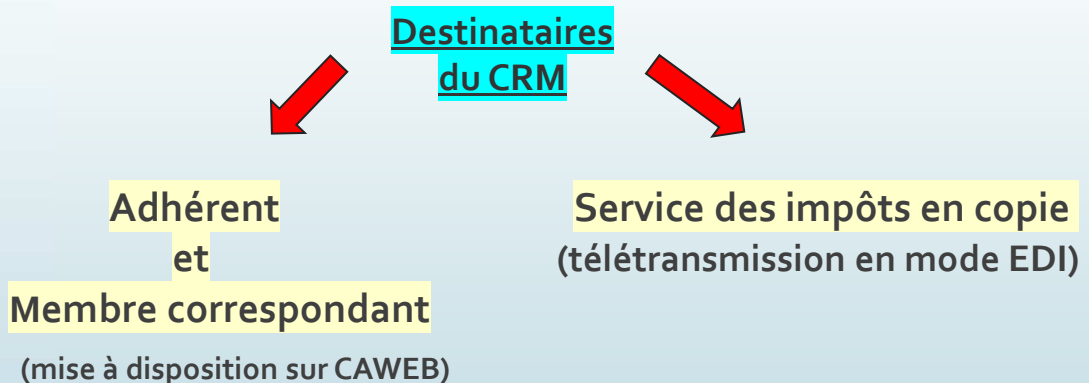 Destinataires
du CRM
Adhérent
et
Membre correspondant
(mise à disposition sur CAWEB)
Service des impôts en copie
(télétransmission en mode EDI)